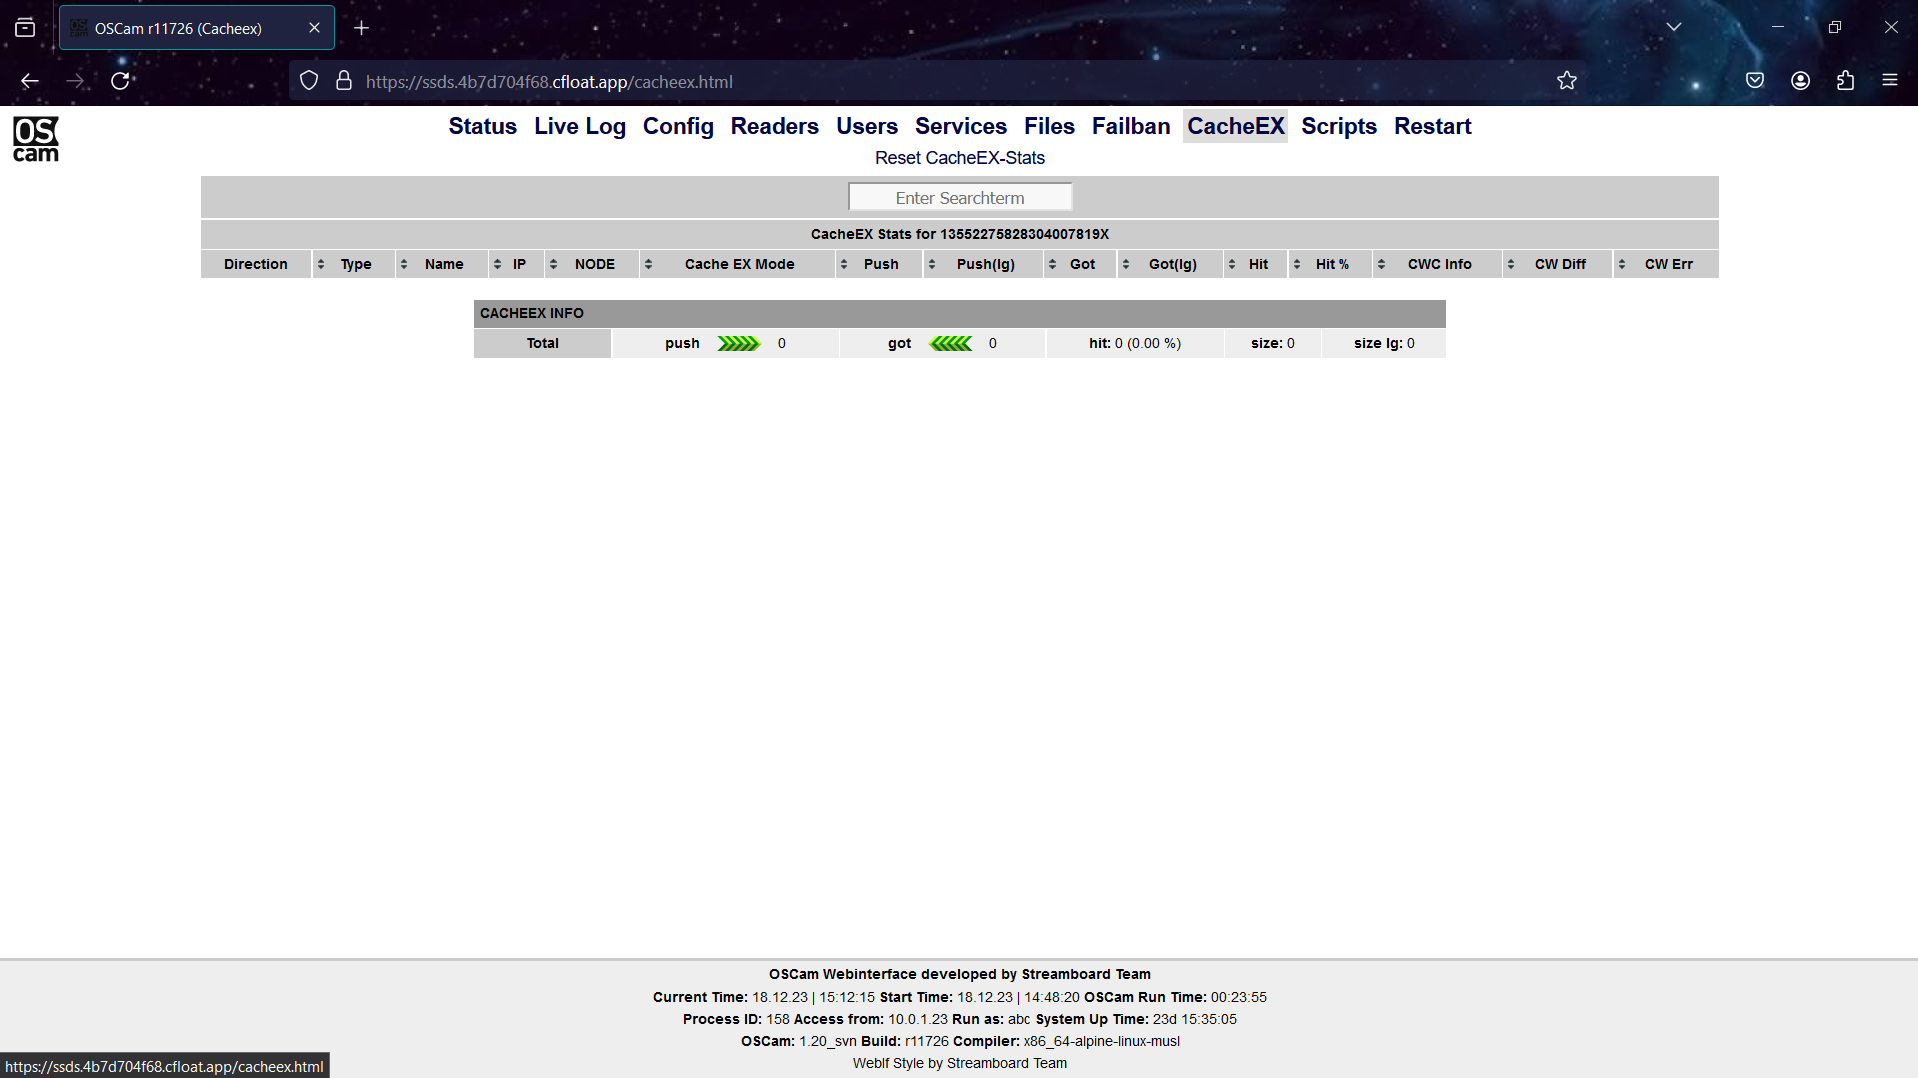 OSCam r11726 (Cacheex)
https://ssds.4b7d704f68.cfloat.app/cacheex.html
OS cam
Status Live Log Config Readers Users Services Files Failban CacheEX Scripts Restart
Reset CacheEX-Stats
Enter Searchterm
CacheEX Stats for 13552275828304007819X
Direction Type Name IP NODE Cache EX Mode Push Push(lg) Got Got(lg) Hit Hit % CWC Info CW Diff CW Err
CACHEEX INFO
Total push 0 got 0 hit: 0 (0.00 %) size: 0 size lg: 0
OSCam Webinterface developed by Streamboard Team
Current Time: 18.12.23 | 15:12:15 Start Time: 18.12.23 | 14:48:20 OSCam Run Time: 00:23:55
Process ID: 158 Access from: 10.0.1.23 Run as: abc System Up Time: 23d 15:35:05
OSCam: 1.20_svn Build: r11726 Compiler: x86_64-alpine-linux-musl
WebIf Style by Streamboard Team
https://ssds.4b7d704f68.cfloat.app/cacheex.html